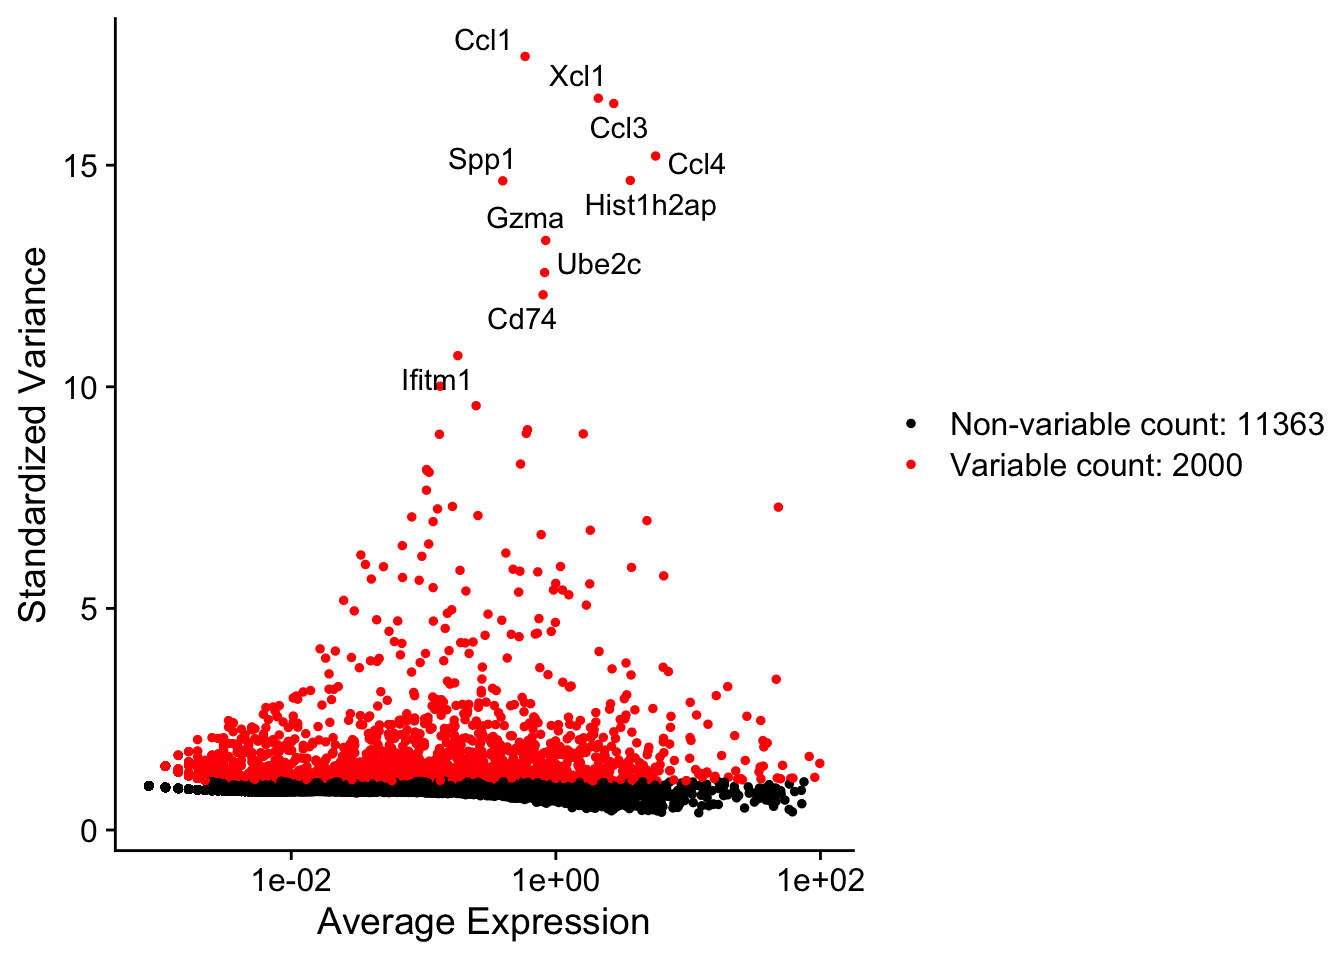 Ccl1
Xcl1
Ccl3
Ccl4
Spp1
Hist1h2ap
Gzma
Ube2c
Cd74
Ifitm1
15
10
5
0
Standardized Variance
1e-02
1e+00
1e+02
Average Expression
Non-variable count: 11363
Variable count: 2000